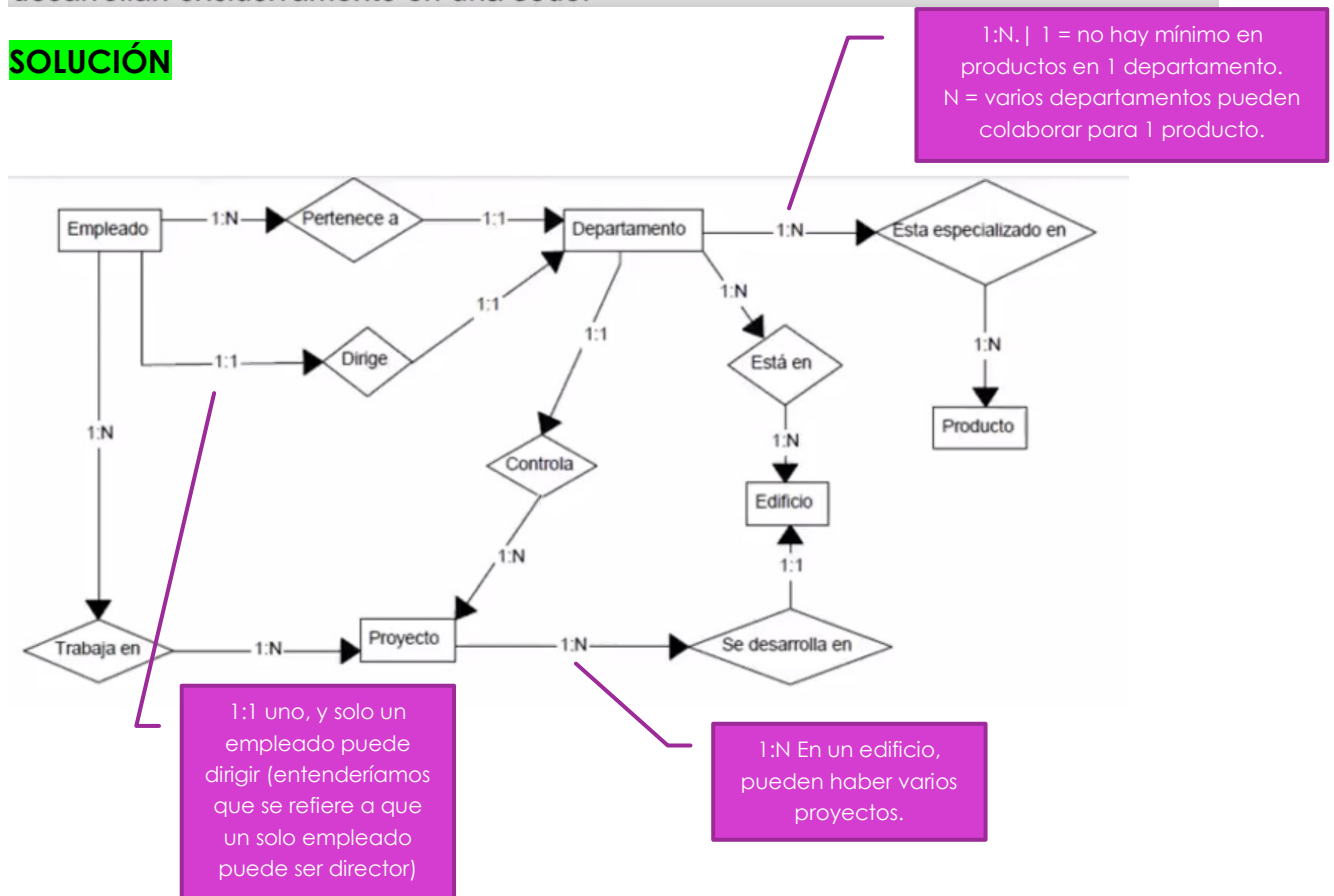 SOLUCIÓN
1:N.| 1 = no hay mínimo en
productos en 1 departamento.
N = varios departamentos pueden
colaborar para 1 producto.
Empleado
1:N
Pertenece a
1:1
Departamento
1:N
Esta especializado en
1:1
Dirige
1:1
1:1
1:N
Está en
1:N
Producto
1:N
Controla
1:N
Edificio
1:N
1:1
Trabaja en
1:N
Proyecto
1:N
Se desarrolla en
1:1 uno, y solo un
empleado puede
dirigir (entenderíamos
que se refiere a que
un solo empleado
puede ser director)
1:N En un edificio,
pueden haber varios
proyectos.